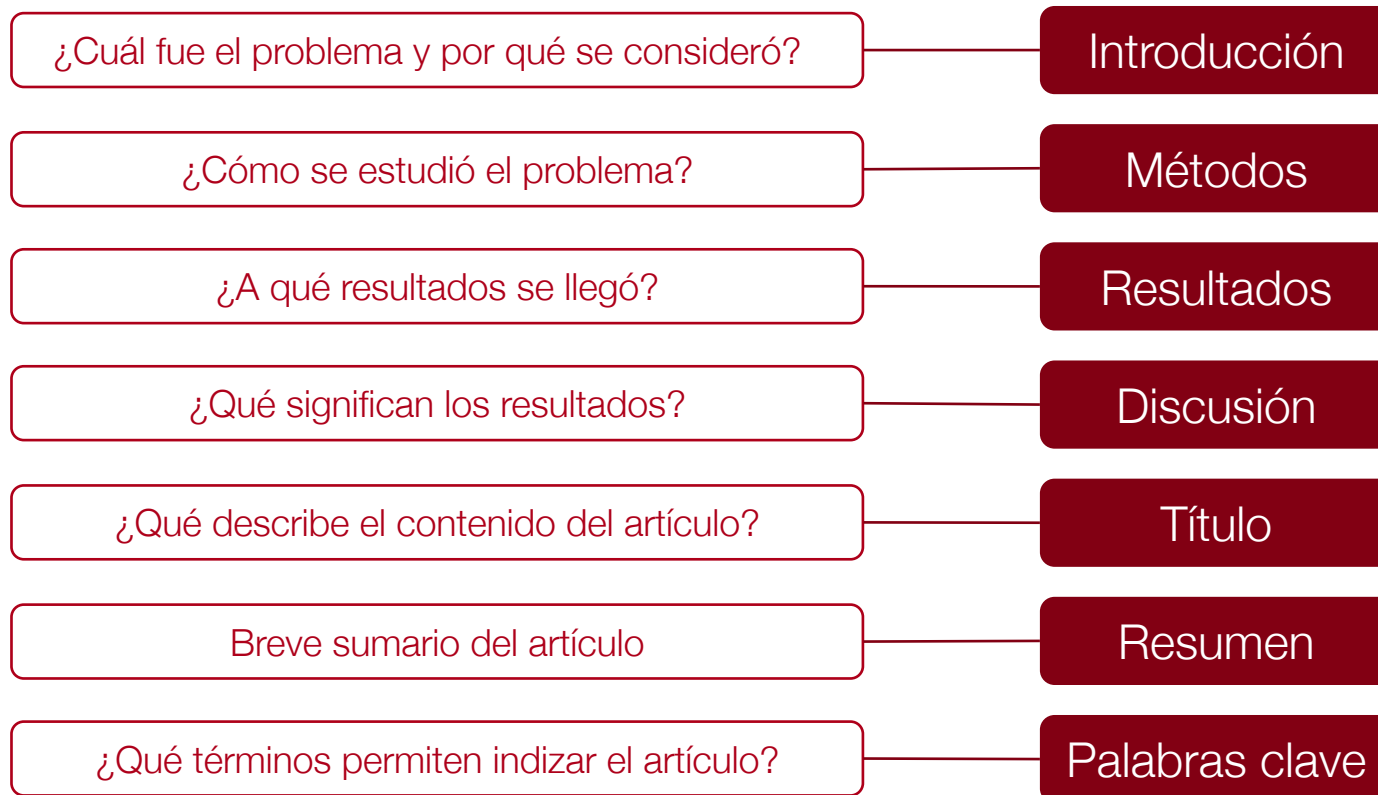 ¿Cuál fue el problema y por qué se consideró?
Introducción
¿Cómo se estudió el problema?
Métodos
¿A qué resultados se llegó?
Resultados
¿Qué significan los resultados?
Discusión
¿Qué describe el contenido del artículo?
Título
Breve sumario del artículo
Resumen
¿Qué términos permiten indizar el artículo?
Palabras clave